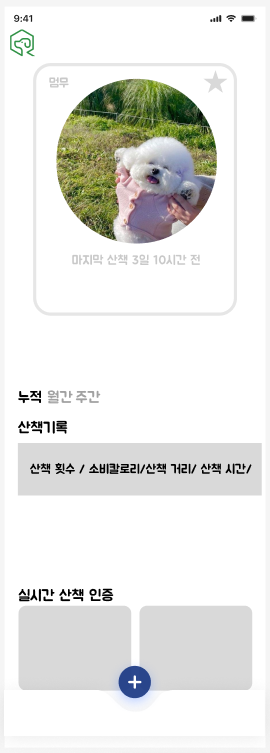 9:41
멈무
마지막 산책 3일 10시간 전
누적 월간 주간
산책기록
산책 횟수 / 소비칼로리/산책 거리/ 산책 시간/
실시간 산책 인증